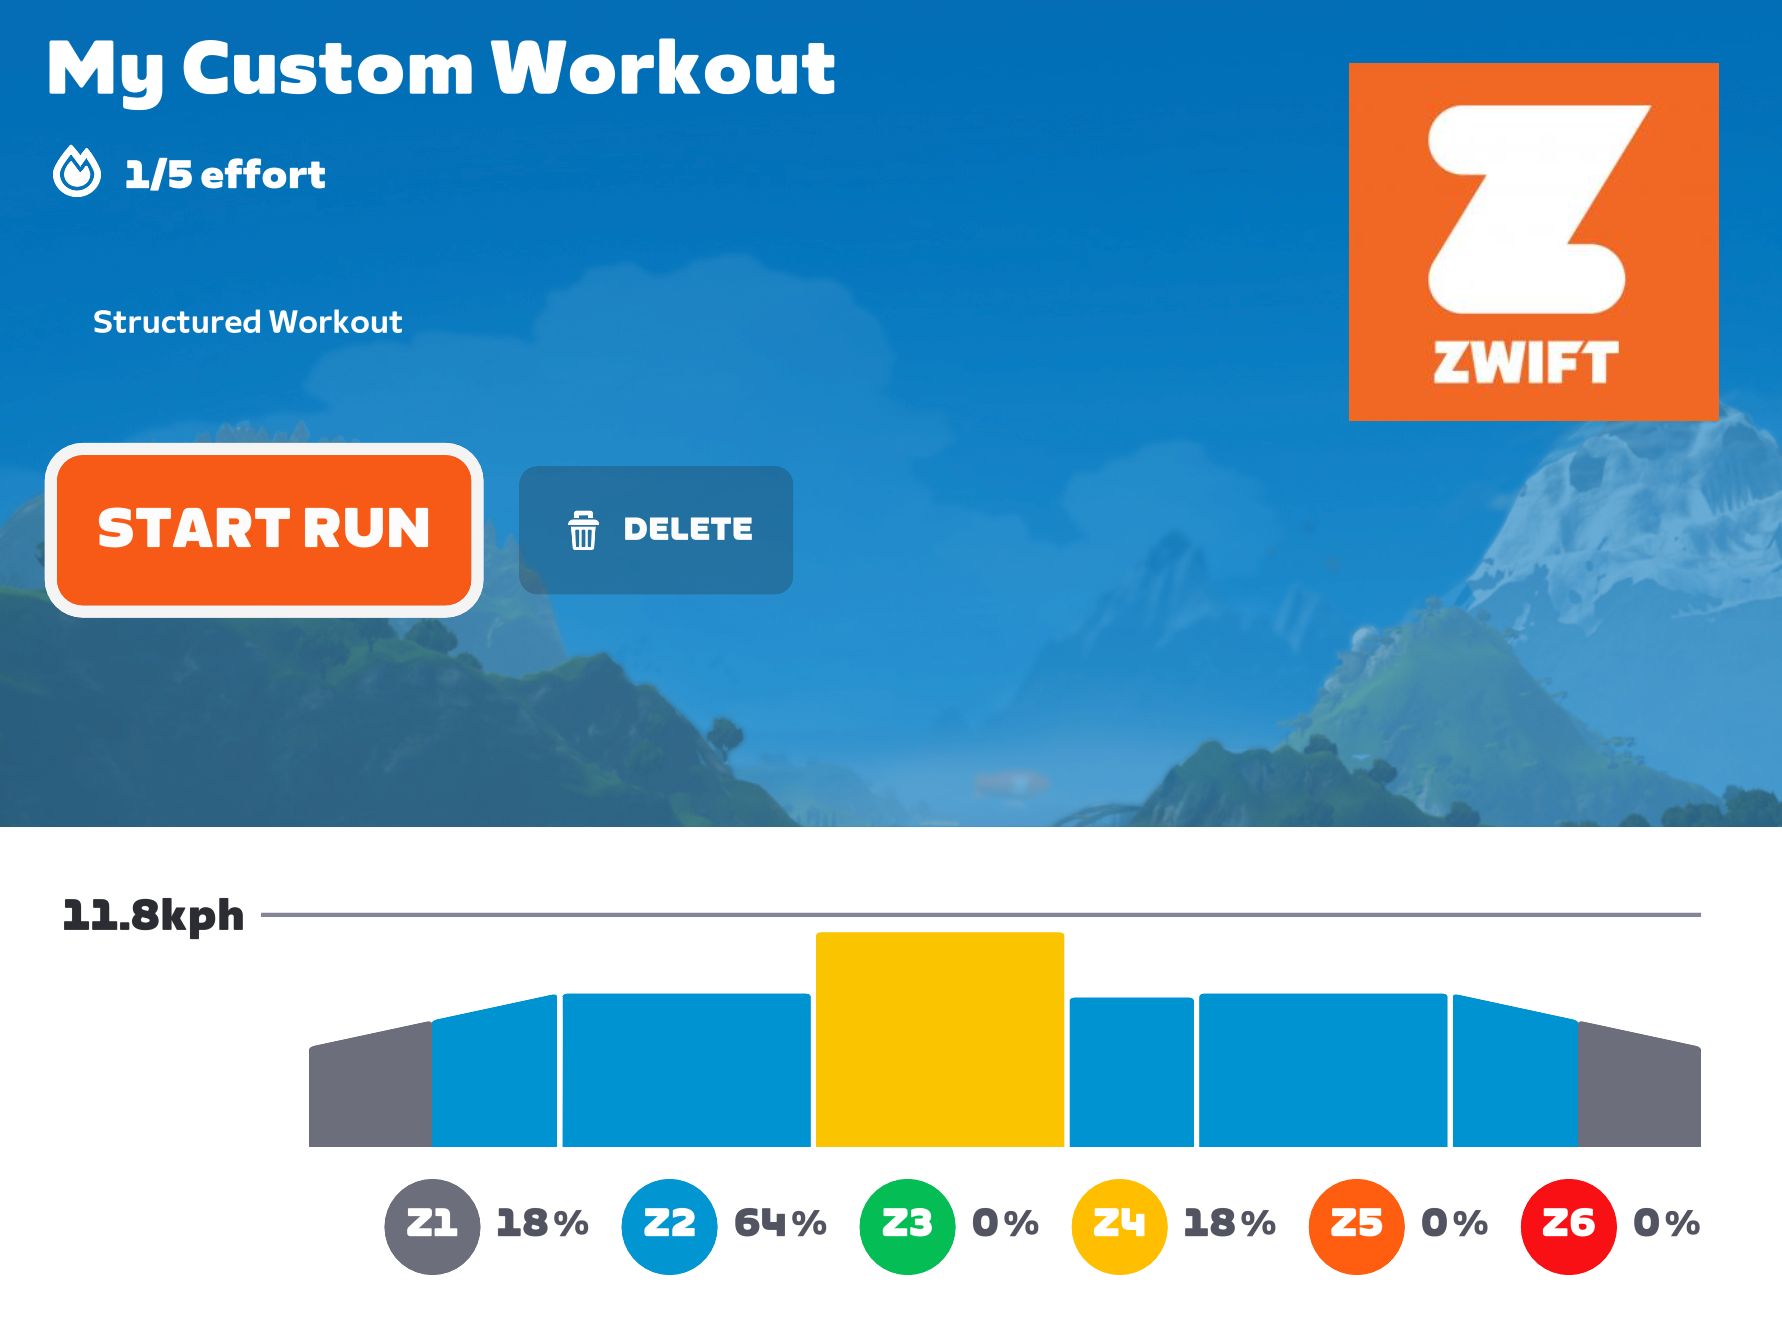 My Custom Workout
1/5 effort
Structured Workout
ZWIFT
START RUN
DELETE
11.8kph
Z1 18% Z2 64% Z3 0% Z4 18% Z5 0% Z6 0%